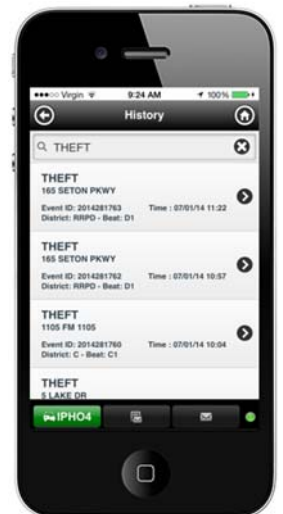 Virgin 9:24 AM 100%
History
THEFT
THEFT
165 SETON PKWY
Event ID: 2014281763 Time : 07/01/14 11:22
District: RRPD - Beat: D1
THEFT
165 SETON PKWY
Event ID: 2014281762 Time : 07/01/14 10:57
District: RRPD - Beat: D1
THEFT
1105 FM 1105
Event ID: 2014281760 Time : 07/01/14 10:04
District: C - Beat: C1
THEFT
5 LAKE DR
IPHO4